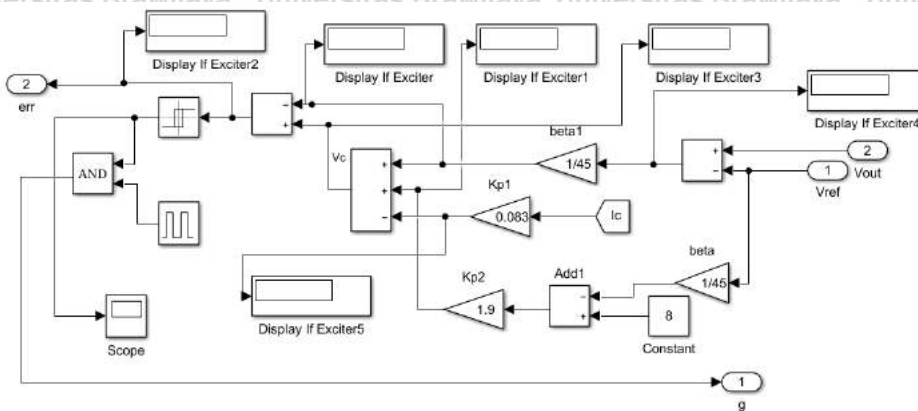 Display If Exciter2
Display If Exciter
Display If Exciter1
Display If Exciter3
Display If Exciter4
2
err
beta1
1/45
2
Vout
1
Vref
AND
Vc
Kp1
0.083
Ic
beta
1/45
Add1
Kp2
1.9
8
Constant
Display If Exciter5
Scope
1
g